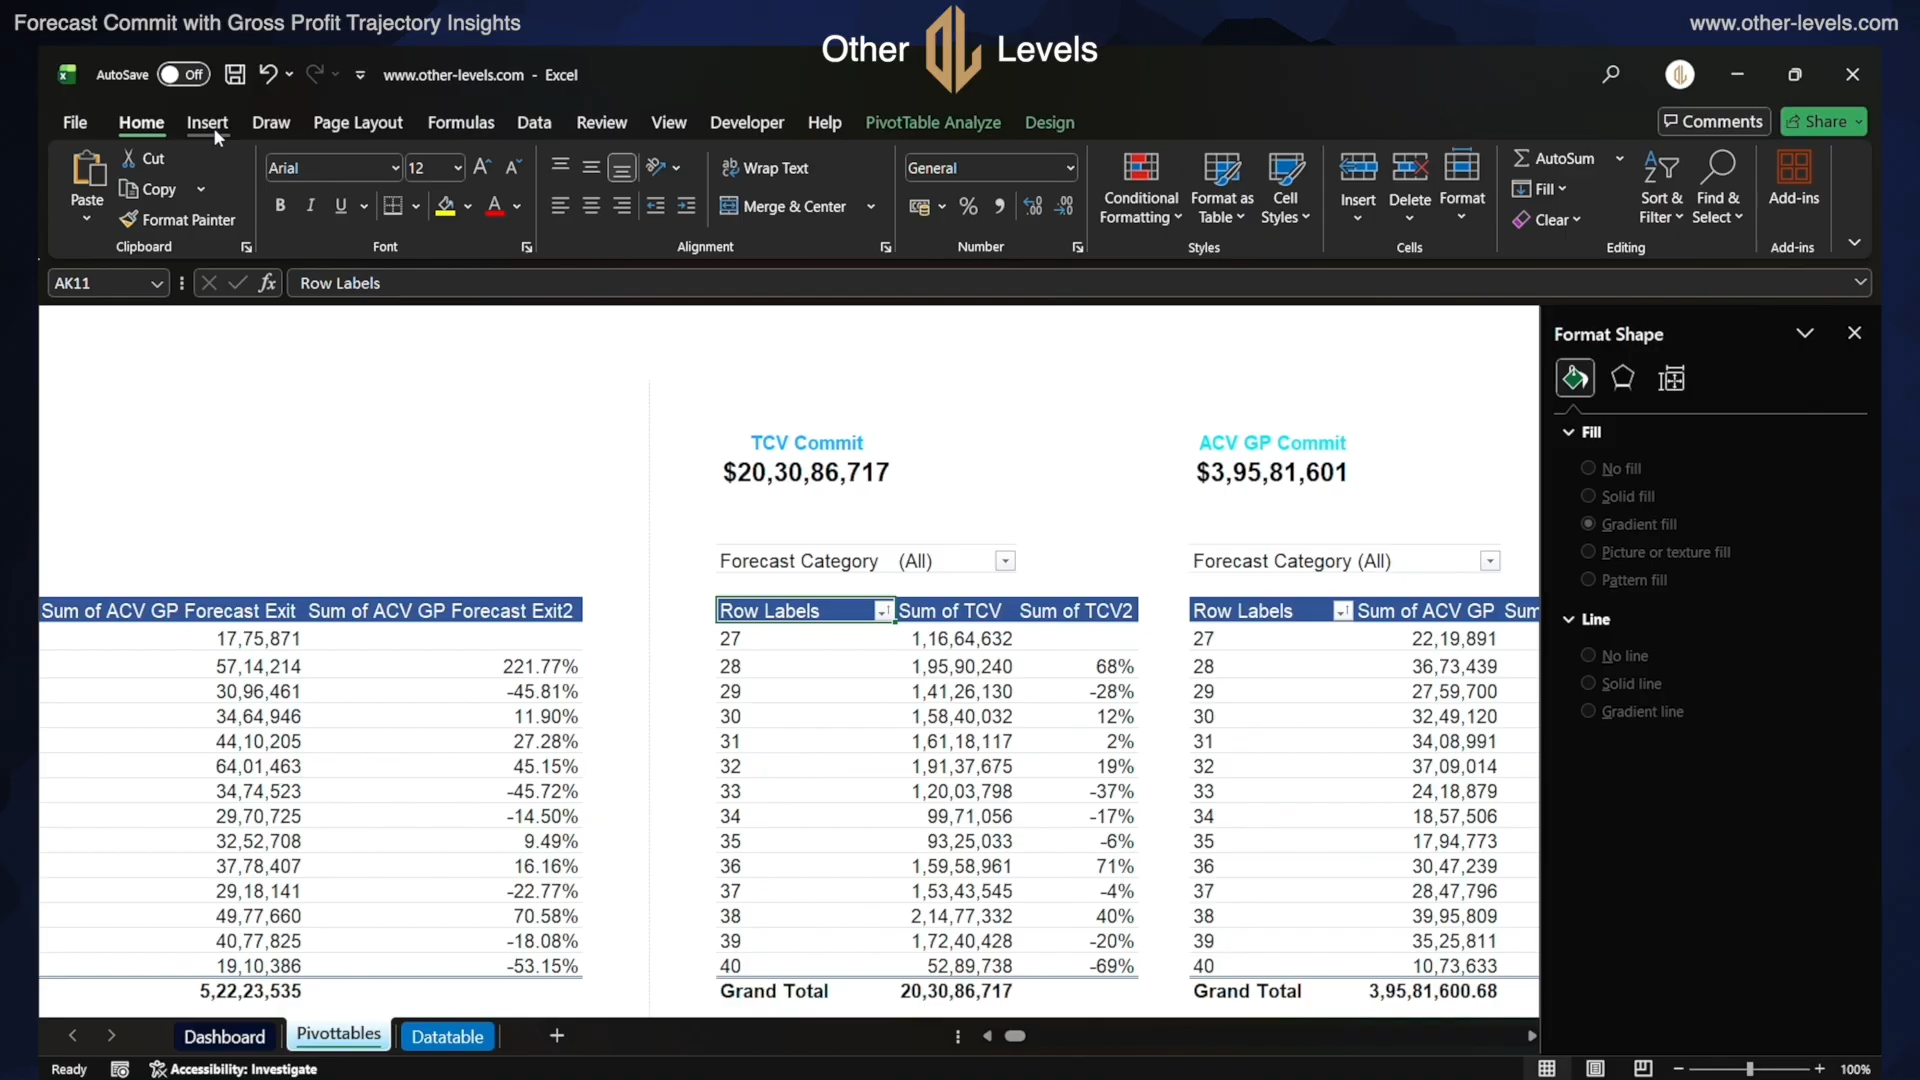 Forecast Commit with Gross Profit Trajectory Insights
Other Levels
www.other-levels.com
AutoSave Off www.other-levels.com - Excel
File Home Insert Draw Page Layout Formulas Data Review View Developer Help PivotTable Analyze Design Comments Share
Paste Cut Copy Format Painter Clipboard
Arial 12 B I U A Font
Wrap Text Merge & Center Alignment
General % Number
Conditional Formatting Format as Table Cell Styles Styles
Insert Delete Format Cells
AutoSum Fill Clear Sort & Filter Find & Select Editing
Add-ins Add-ins
AK11 fx Row Labels
TCV Commit ACV GP Commit
$20,30,86,717 $3,95,81,601
Forecast Category (All) Forecast Category (All)
Sum of ACV GP Forecast Exit Sum of ACV GP Forecast Exit2 Row Labels Sum of TCV Sum of TCV2 Row Labels Sum of ACV GP Sum
17,75,871 27 1,16,64,632 27 22,19,891
57,14,214 221.77% 28 1,95,90,240 68% 28 36,73,439
30,96,461 -45.81% 29 1,41,26,130 -28% 29 27,59,700
34,64,946 11.90% 30 1,58,40,032 12% 30 32,49,120
44,10,205 27.28% 31 1,61,18,117 2% 31 34,08,991
64,01,463 45.15% 32 1,91,37,675 19% 32 37,09,014
34,74,523 -45.72% 33 1,20,03,798 -37% 33 24,18,879
29,70,725 -14.50% 34 99,71,056 -17% 34 18,57,506
32,52,708 9.49% 35 93,25,033 -6% 35 17,94,773
37,78,407 16.16% 36 1,59,58,961 71% 36 30,47,239
29,18,141 -22.77% 37 1,53,43,545 -4% 37 28,47,796
49,77,660 70.58% 38 2,14,77,332 40% 38 39,95,809
40,77,825 -18.08% 39 1,72,40,428 -20% 39 35,25,811
19,10,386 -53.15% 40 52,89,738 -69% 40 10,73,633
5,22,23,535 Grand Total 20,30,86,717 Grand Total 3,95,81,600.68
Format Shape
Fill
No fill
Solid fill
Gradient fill
Picture or texture fill
Pattern fill
Line
No line
Solid line
Gradient line
Dashboard Pivottables Datatable
Ready Accessibility: Investigate 100%